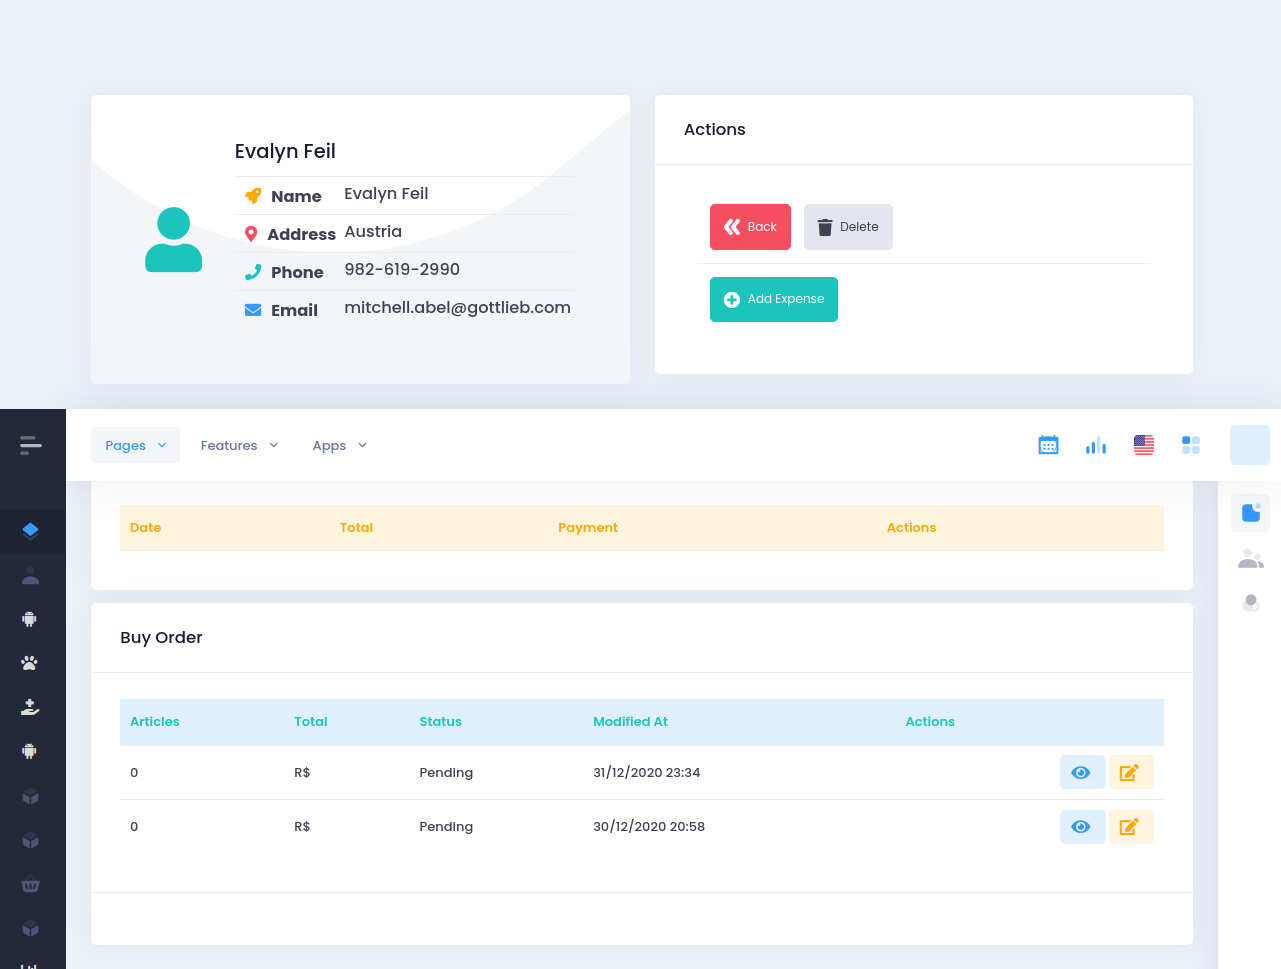 Evalyn Feil
Name Evalyn Feil
Address Austria
Phone 982-619-2990
Email mitchell.abel@gottlieb.com
Actions
Back Delete
Add Expense
Pages Features Apps
Date Total Payment Actions
Buy Order
Articles Total Status Modified At Actions
0 R$ Pending 31/12/2020 23:34
0 R$ Pending 30/12/2020 20:58